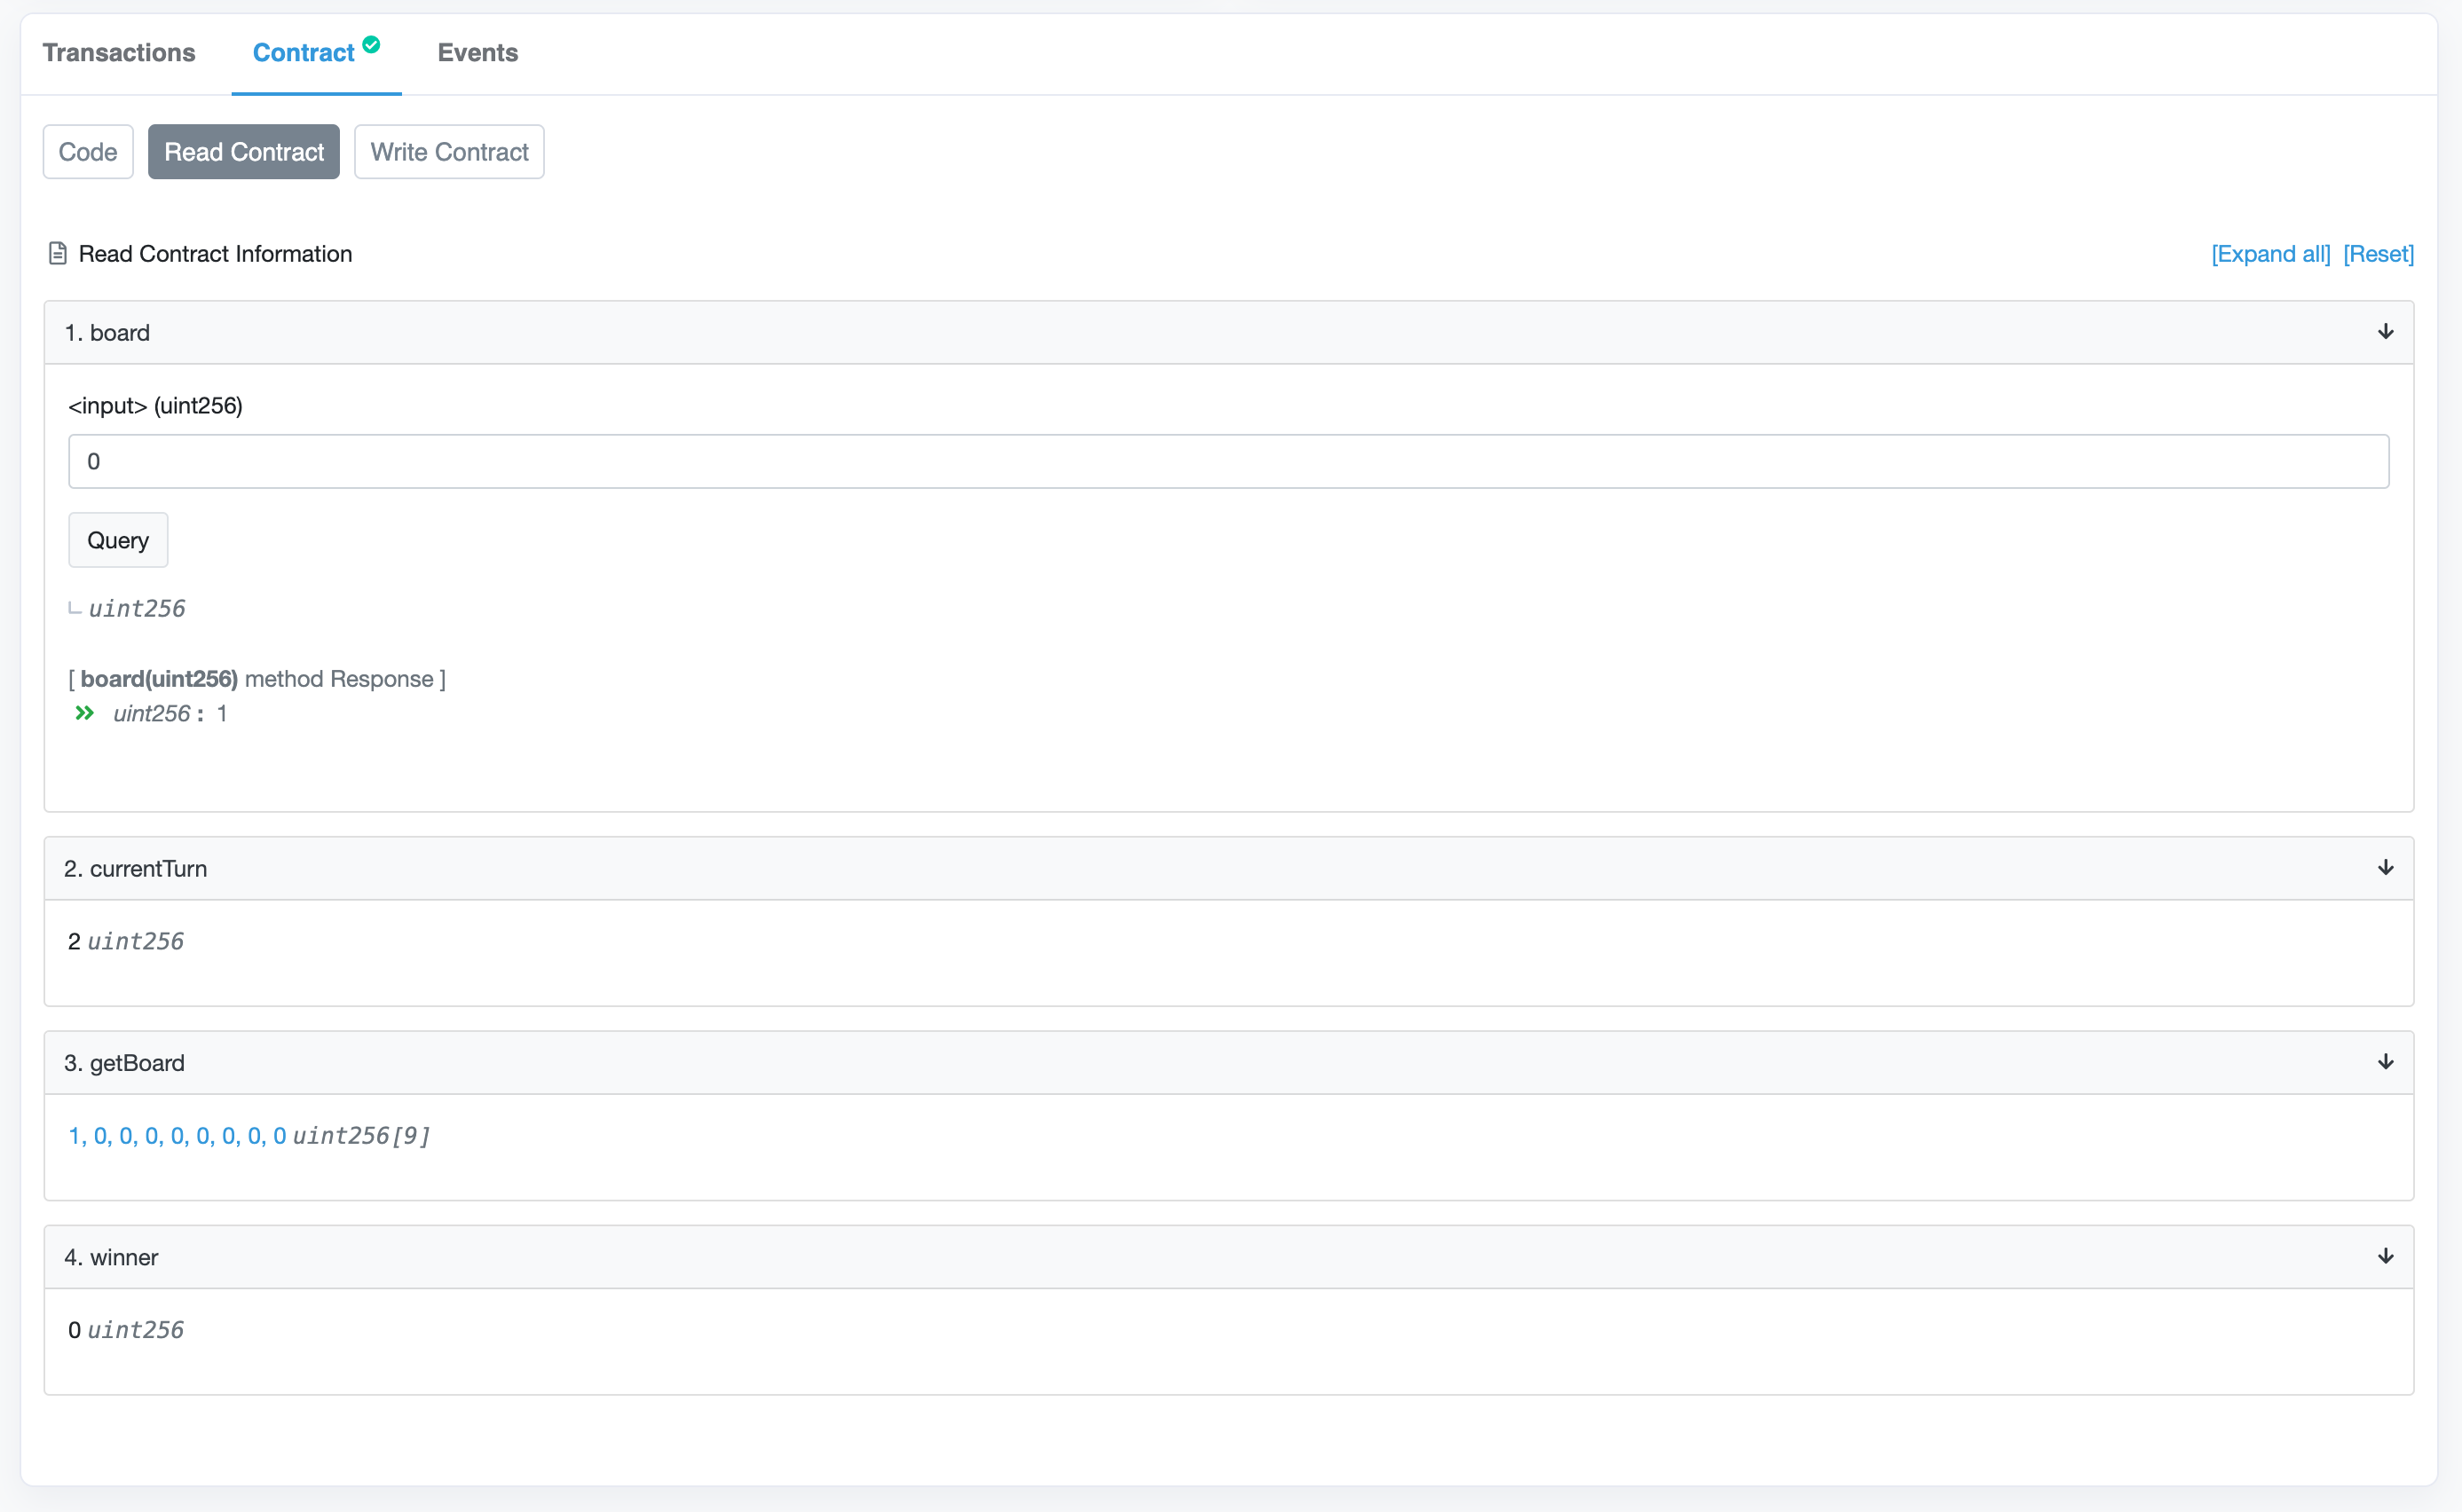 Transactions Contract Events
Code Read Contract Write Contract
Read Contract Information [Expand all] [Reset]
1. board
<input> (uint256)
0
Query
uint256
[ board(uint256) method Response ]
uint256 : 1
2. currentTurn
2 uint256
3. getBoard
1, 0, 0, 0, 0, 0, 0, 0, 0 uint256[9]
4. winner
0 uint256